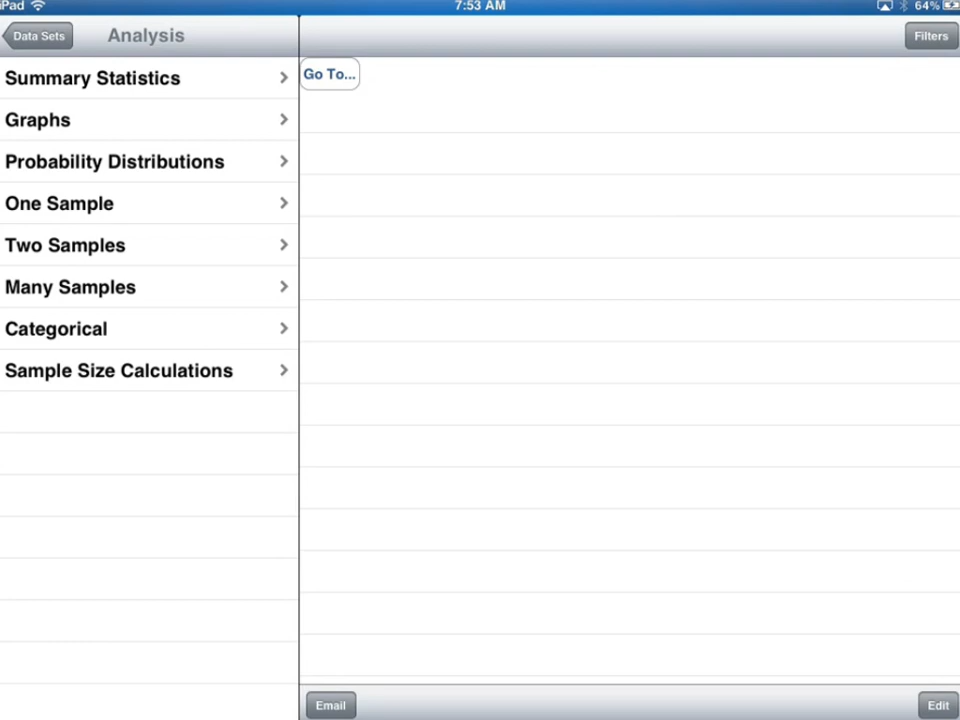 iPad 7:53 AM 64%
Data Sets Analysis Filters
Summary Statistics
Go To...
Graphs
Probability Distributions
One Sample
Two Samples
Many Samples
Categorical
Sample Size Calculations
Email Edit